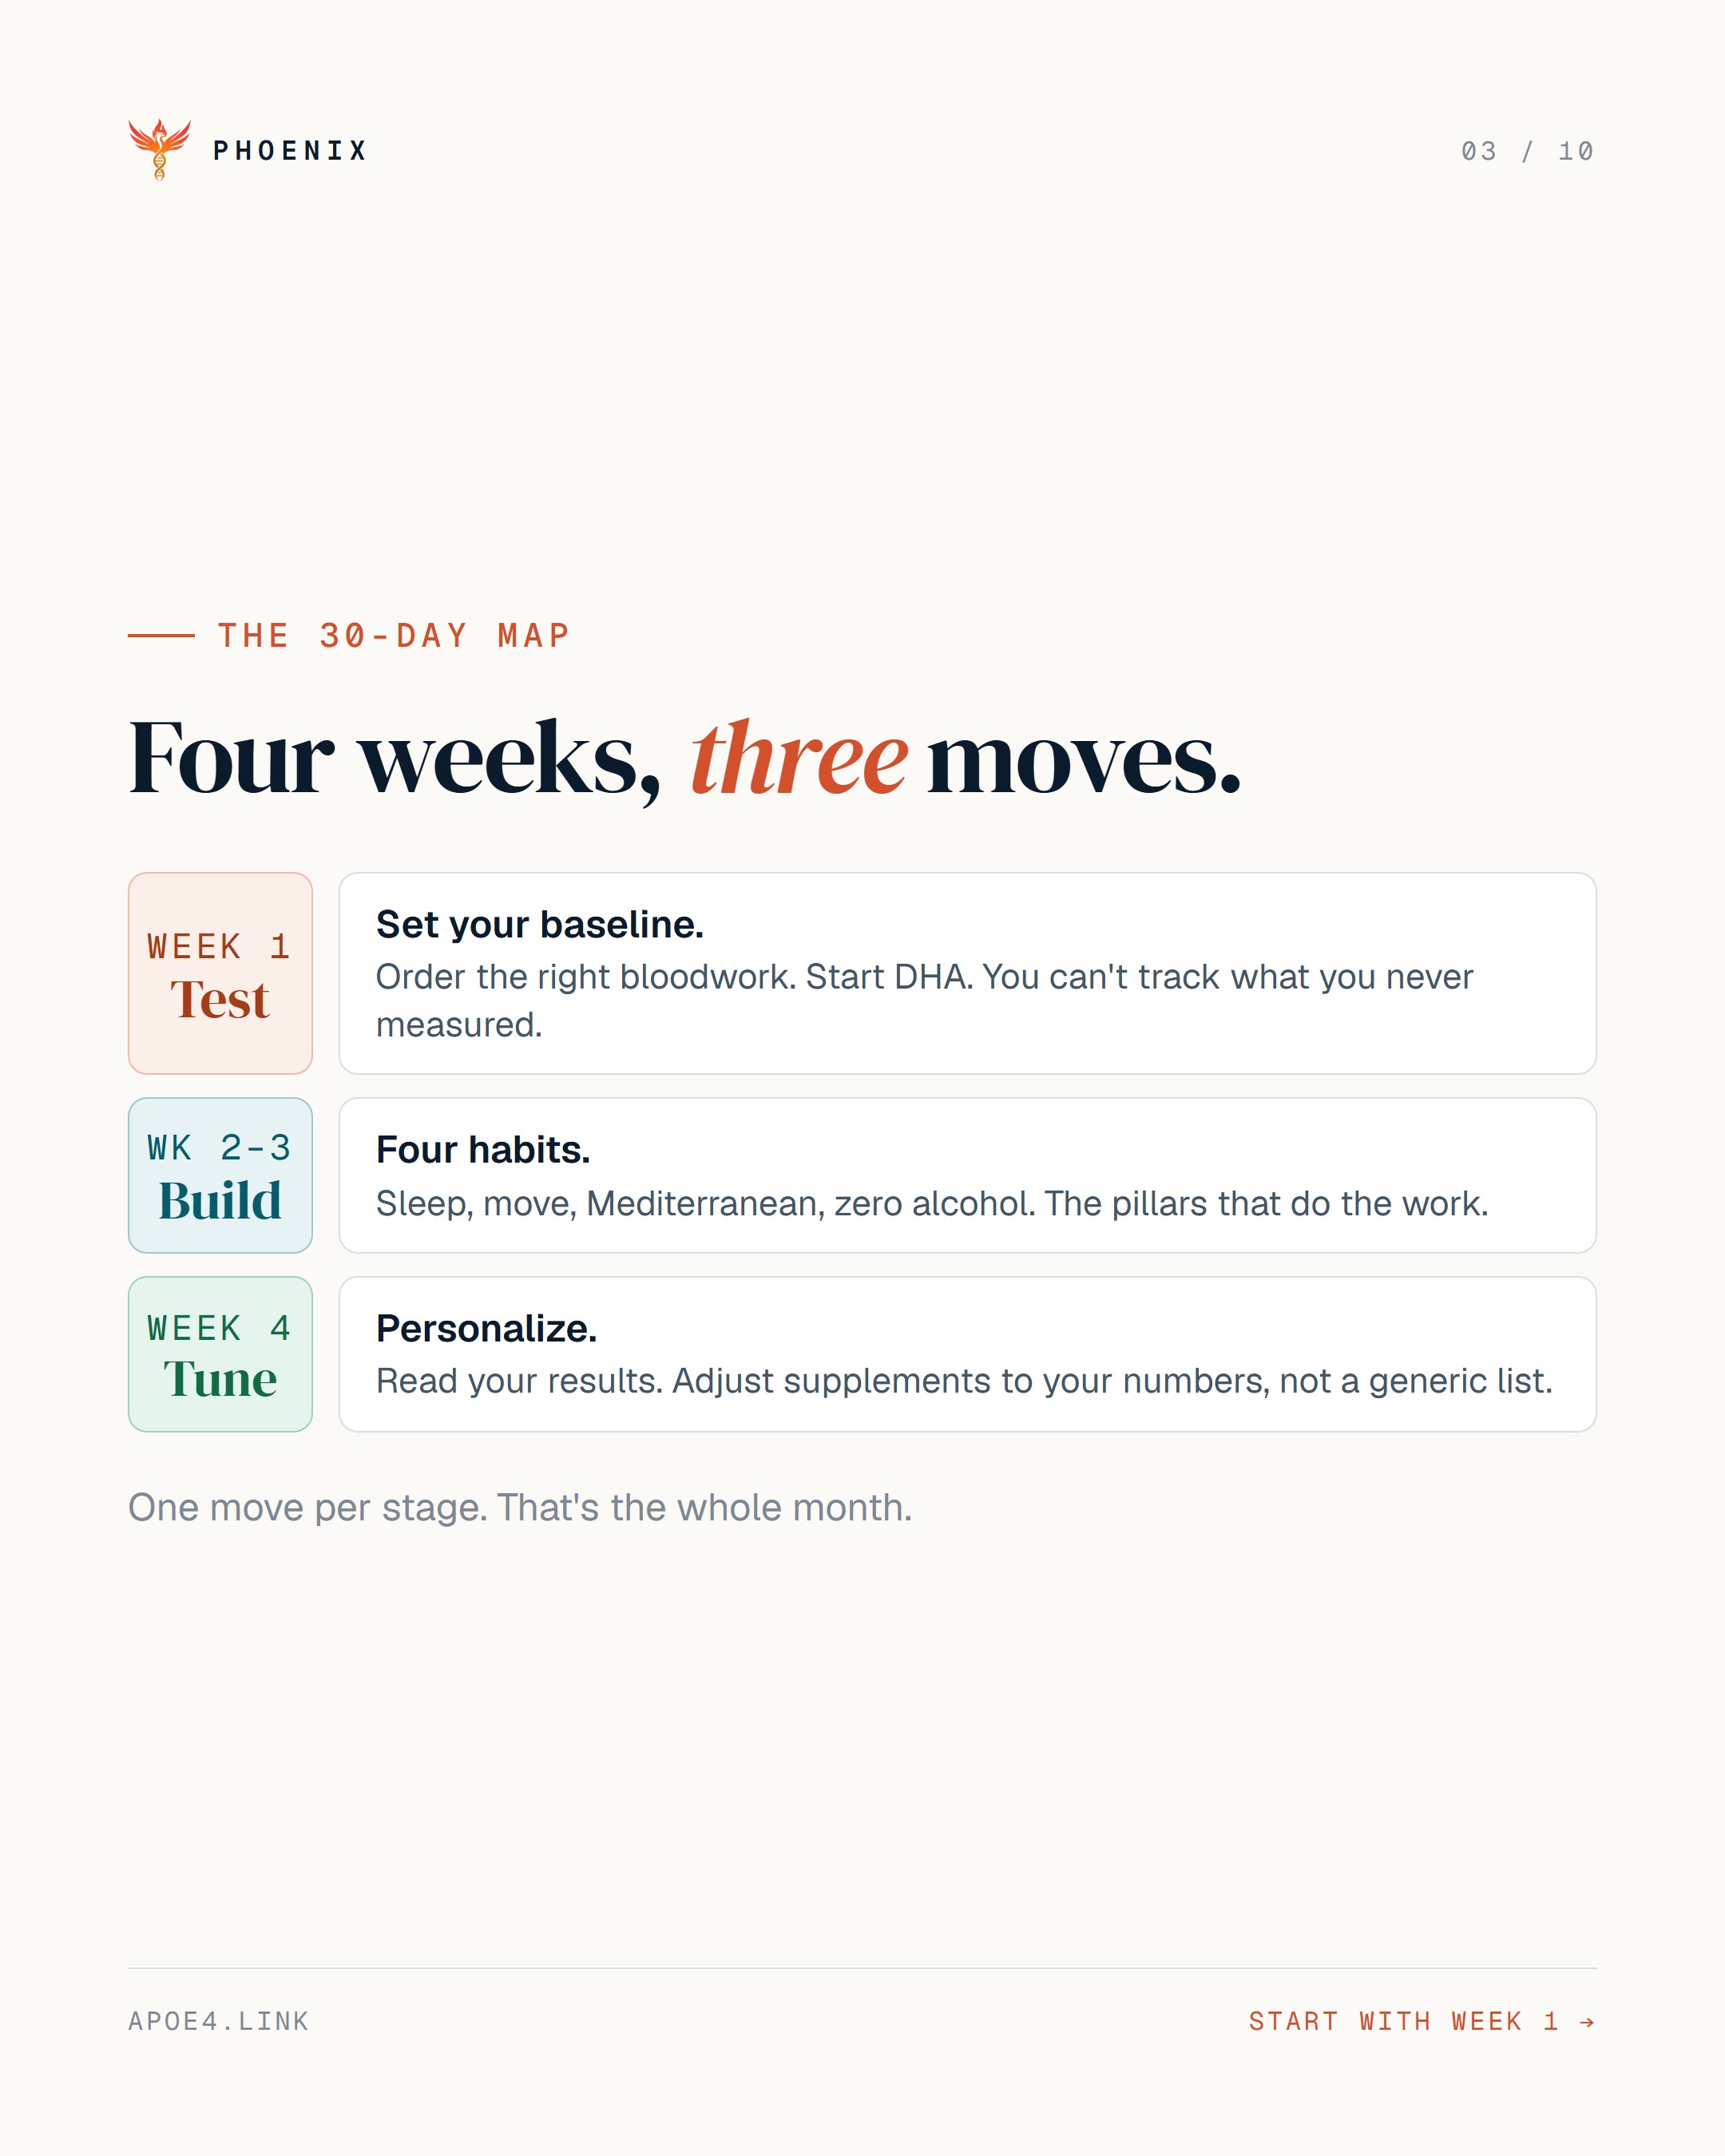 PHOENIX
03 / 10
THE 30-DAY MAP
Four weeks, three moves.
WEEK 1
Test
Set your baseline.
Order the right bloodwork. Start DHA. You can't track what you never
measured.
WK 2–3
Build
Four habits.
Sleep, move, Mediterranean, zero alcohol. The pillars that do the work.
WEEK 4
Tune
Personalize.
Read your results. Adjust supplements to your numbers, not a generic list.
One move per stage. That's the whole month.
APOE4.LINK
START WITH WEEK 1 →